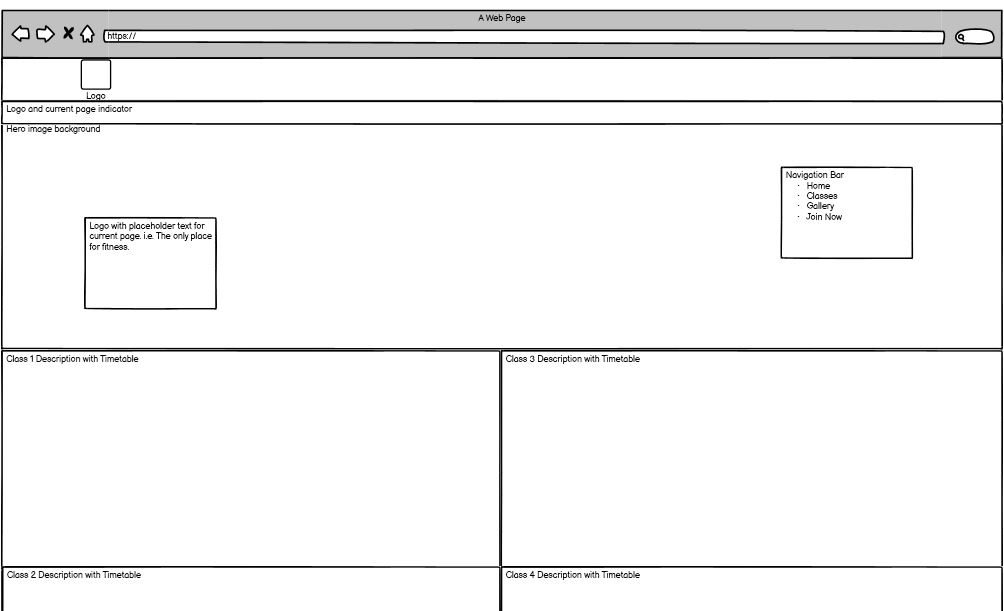 A Web Page
https://
Logo
Logo and current page indicator
Hero image background
Navigation Bar
· Home
· Classes
· Gallery
· Join Now
Logo with placeholder text for
current page. i.e. The only place
for fitness.
Class 1 Description with Timetable
Class 3 Description with Timetable
Class 2 Description with Timetable
Class 4 Description with Timetable